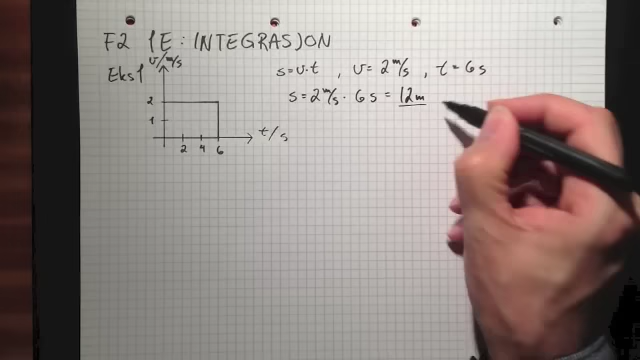 F2 1E: INTEGRASJON
Eks1
v/m/s
s=v·t , v=2m/s , t=6s
s=2m/s · 6s = 12m
2
1
2 4 6
t/s